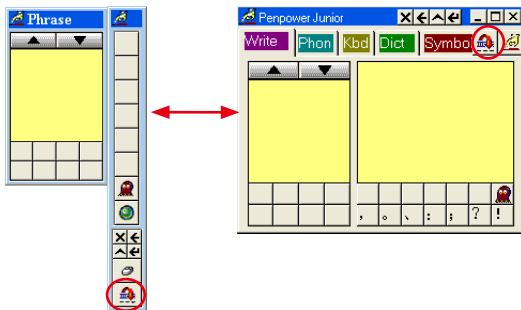 Phrase
Penpower Junior
Write Phon Kbd Dict Symbo
, 。 、 : ; ? !